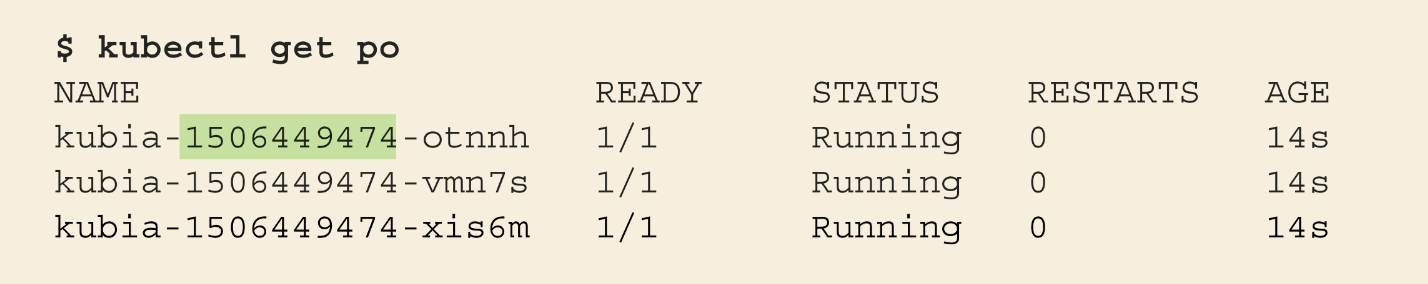 $ kubectl get po
NAME READY STATUS RESTARTS AGE
kubia-1506449474-otnnh 1/1 Running 0 14s
kubia-1506449474-vmn7s 1/1 Running 0 14s
kubia-1506449474-xis6m 1/1 Running 0 14s